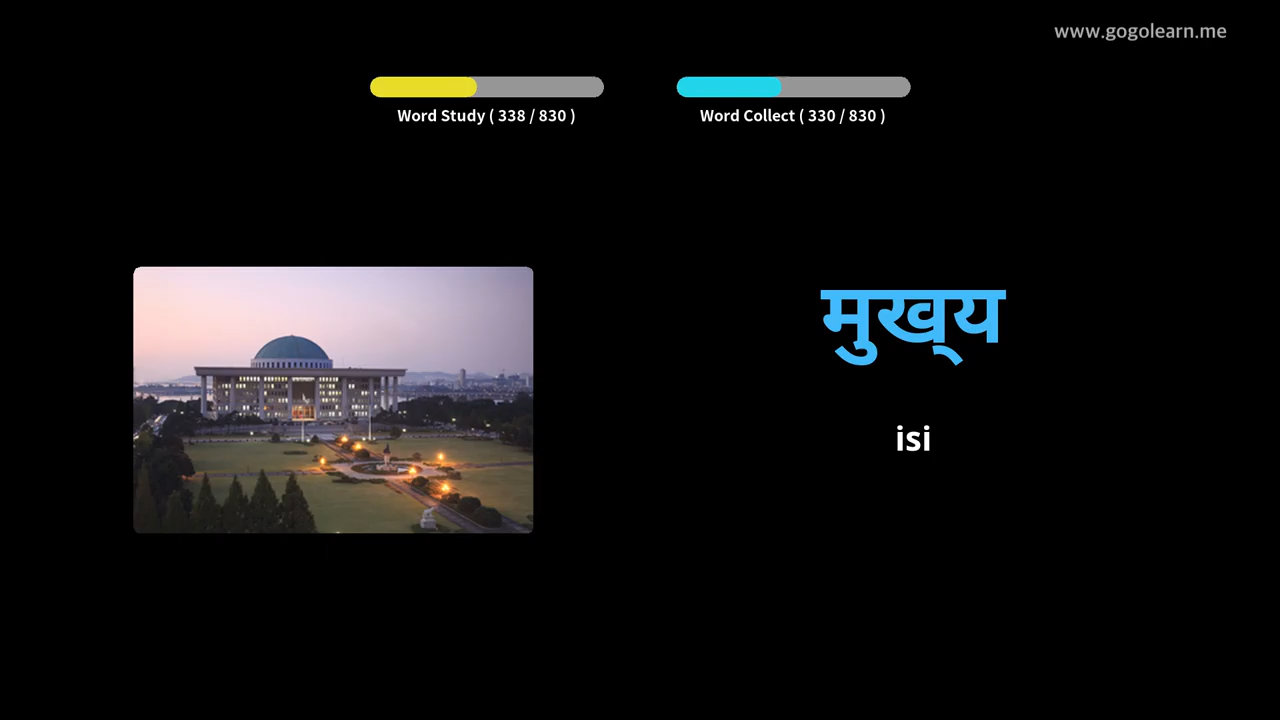 www.gogolearn.me
Word Study ( 338 / 830 )
Word Collect ( 330 / 830 )
मुख्‌य
isi